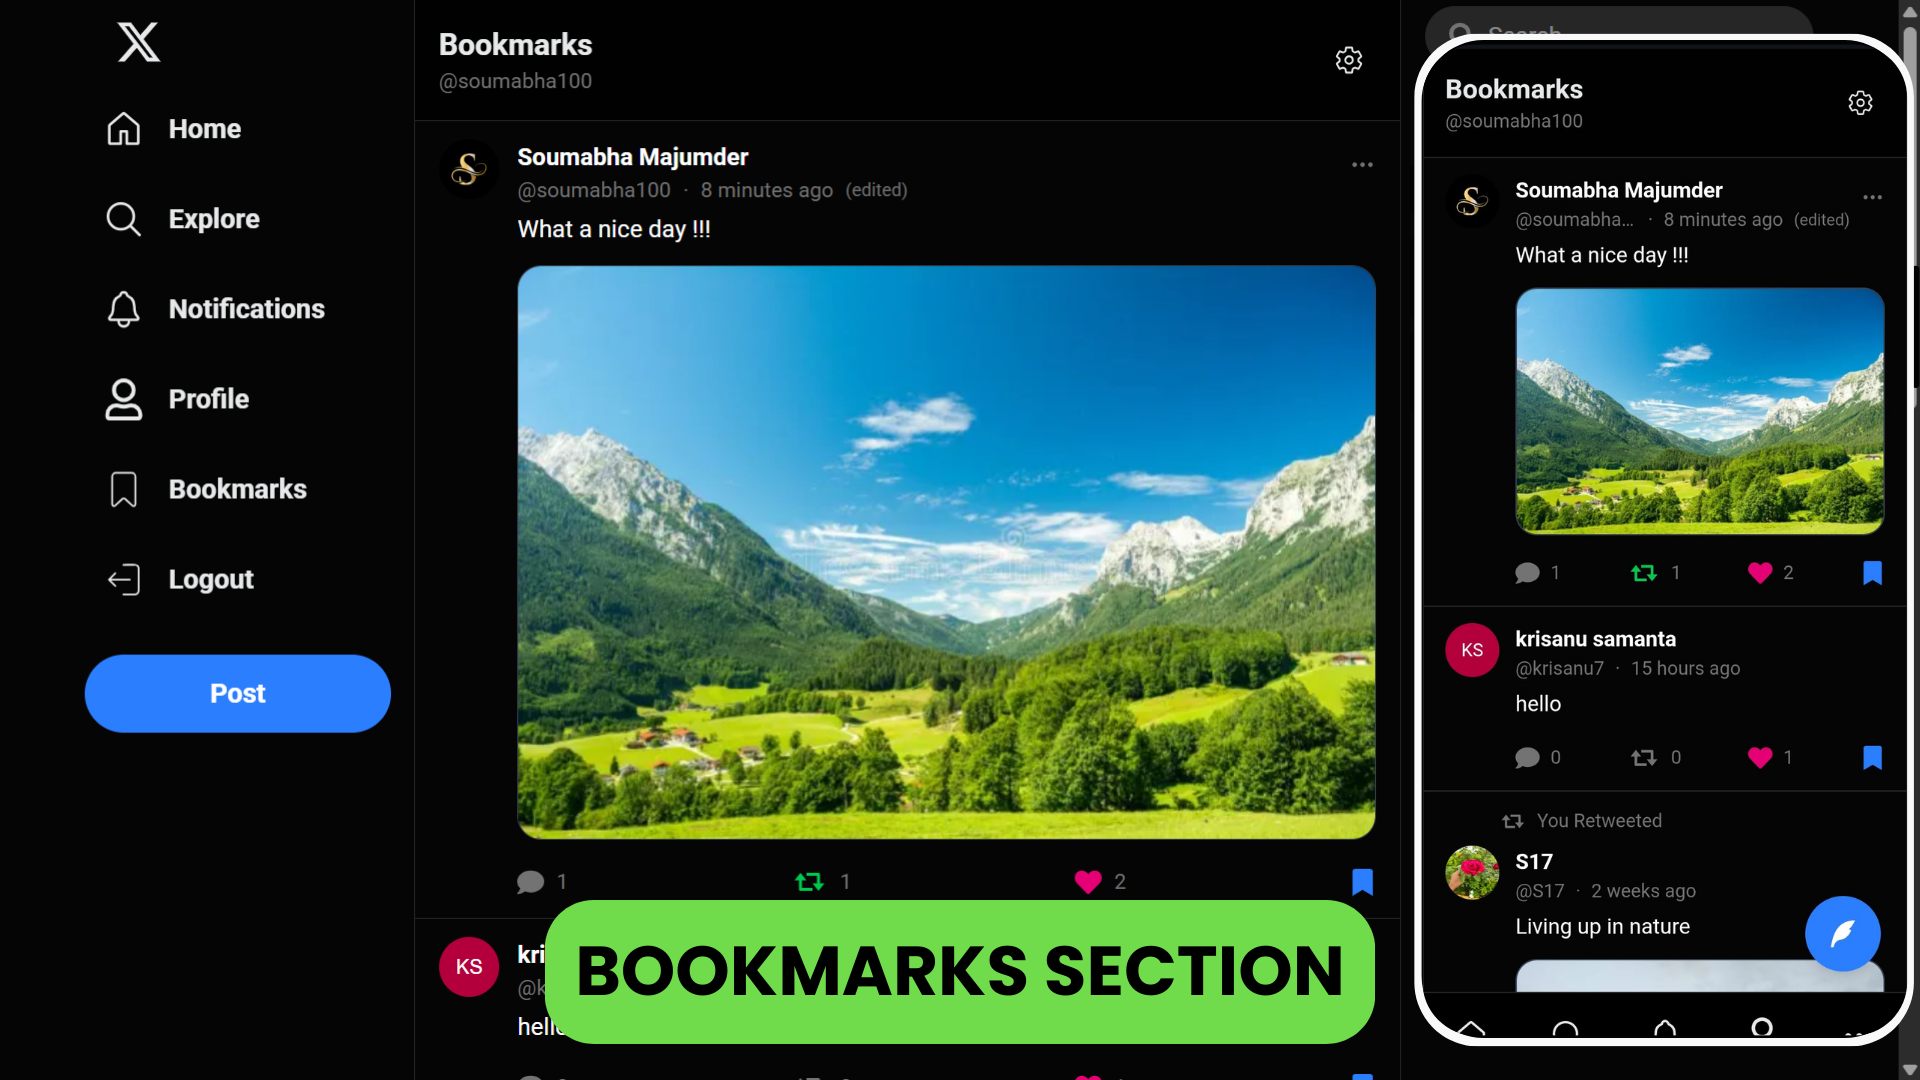 Home
Explore
Notifications
Profile
Bookmarks
Logout
Post
Bookmarks
@soumabha100
Soumabha Majumder
@soumabha100 · 8 minutes ago (edited)
What a nice day !!!
1
1
2
KS
BOOKMARKS SECTION
Search
Bookmarks
@soumabha100
Soumabha Majumder
@soumabha... · 8 minutes ago (edited)
What a nice day !!!
1
1
2
KS
krisanu samanta
@krisanu7 · 15 hours ago
hello
0
0
1
You Retweeted
S17
@S17 · 2 weeks ago
Living up in nature